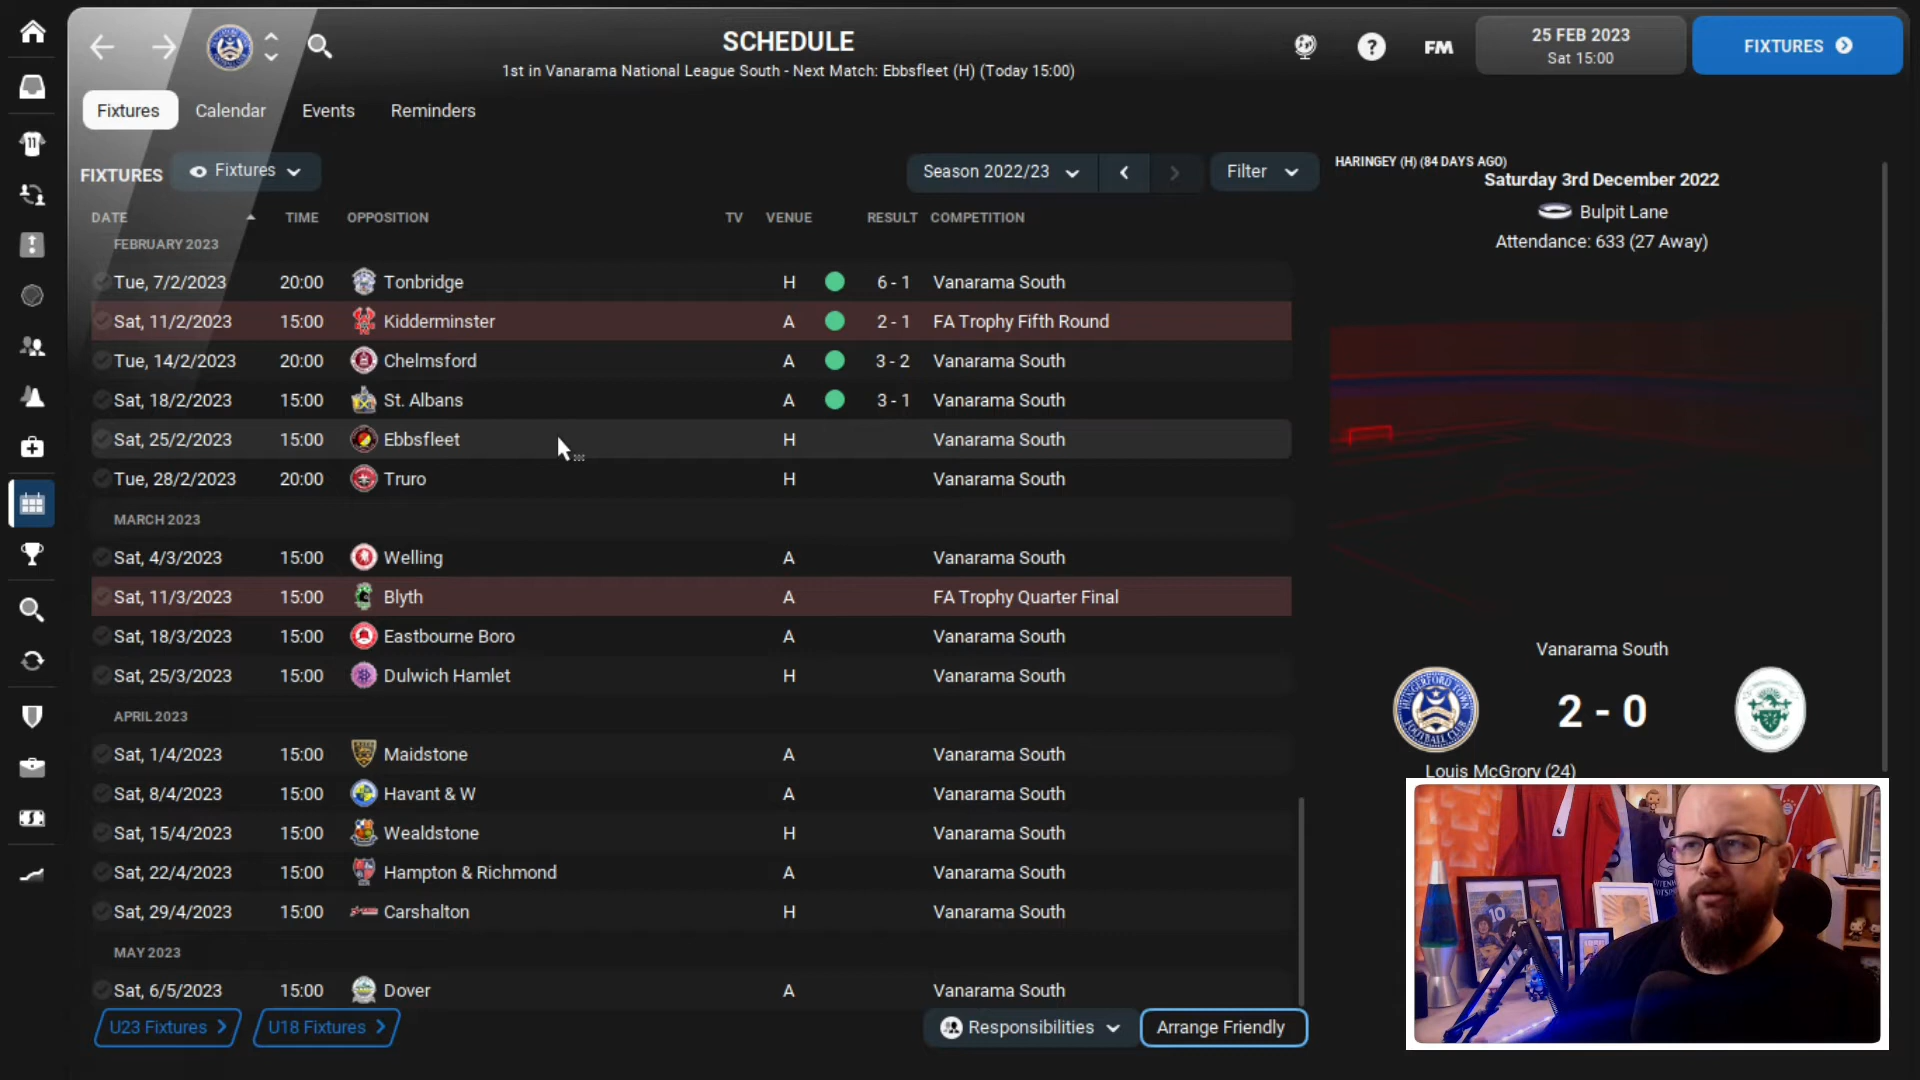 SCHEDULE
1st in Vanarama National League South - Next Match: Ebbsfleet (H) (Today 15:00)
FM
25 FEB 2023
Sat 15:00
FIXTURES
Fixtures Calendar Events Reminders
FIXTURES Fixtures Season 2022/23 Filter
DATE TIME OPPOSITION TV VENUE RESULT COMPETITION
FEBRUARY 2023
Tue, 7/2/2023 20:00 Tonbridge H 6 - 1 Vanarama South
Sat, 11/2/2023 15:00 Kidderminster A 2 - 1 FA Trophy Fifth Round
Tue, 14/2/2023 20:00 Chelmsford A 3 - 2 Vanarama South
Sat, 18/2/2023 15:00 St. Albans A 3 - 1 Vanarama South
Sat, 25/2/2023 15:00 Ebbsfleet H Vanarama South
Tue, 28/2/2023 20:00 Truro H Vanarama South
MARCH 2023
Sat, 4/3/2023 15:00 Welling A Vanarama South
Sat, 11/3/2023 15:00 Blyth A FA Trophy Quarter Final
Sat, 18/3/2023 15:00 Eastbourne Boro A Vanarama South
Sat, 25/3/2023 15:00 Dulwich Hamlet H Vanarama South
APRIL 2023
Sat, 1/4/2023 15:00 Maidstone A Vanarama South
Sat, 8/4/2023 15:00 Havant & W A Vanarama South
Sat, 15/4/2023 15:00 Wealdstone H Vanarama South
Sat, 22/4/2023 15:00 Hampton & Richmond A Vanarama South
Sat, 29/4/2023 15:00 Carshalton H Vanarama South
MAY 2023
Sat, 6/5/2023 15:00 Dover A Vanarama South
U23 Fixtures U18 Fixtures Responsibilities Arrange Friendly
HARINGEY (H) (84 DAYS AGO)
Saturday 3rd December 2022
Bulpit Lane
Attendance: 633 (27 Away)
Vanarama South
HUNGERFORD TOWN
FOOTBALL CLUB
2 - 0
Louis McGrory (24)
11
10